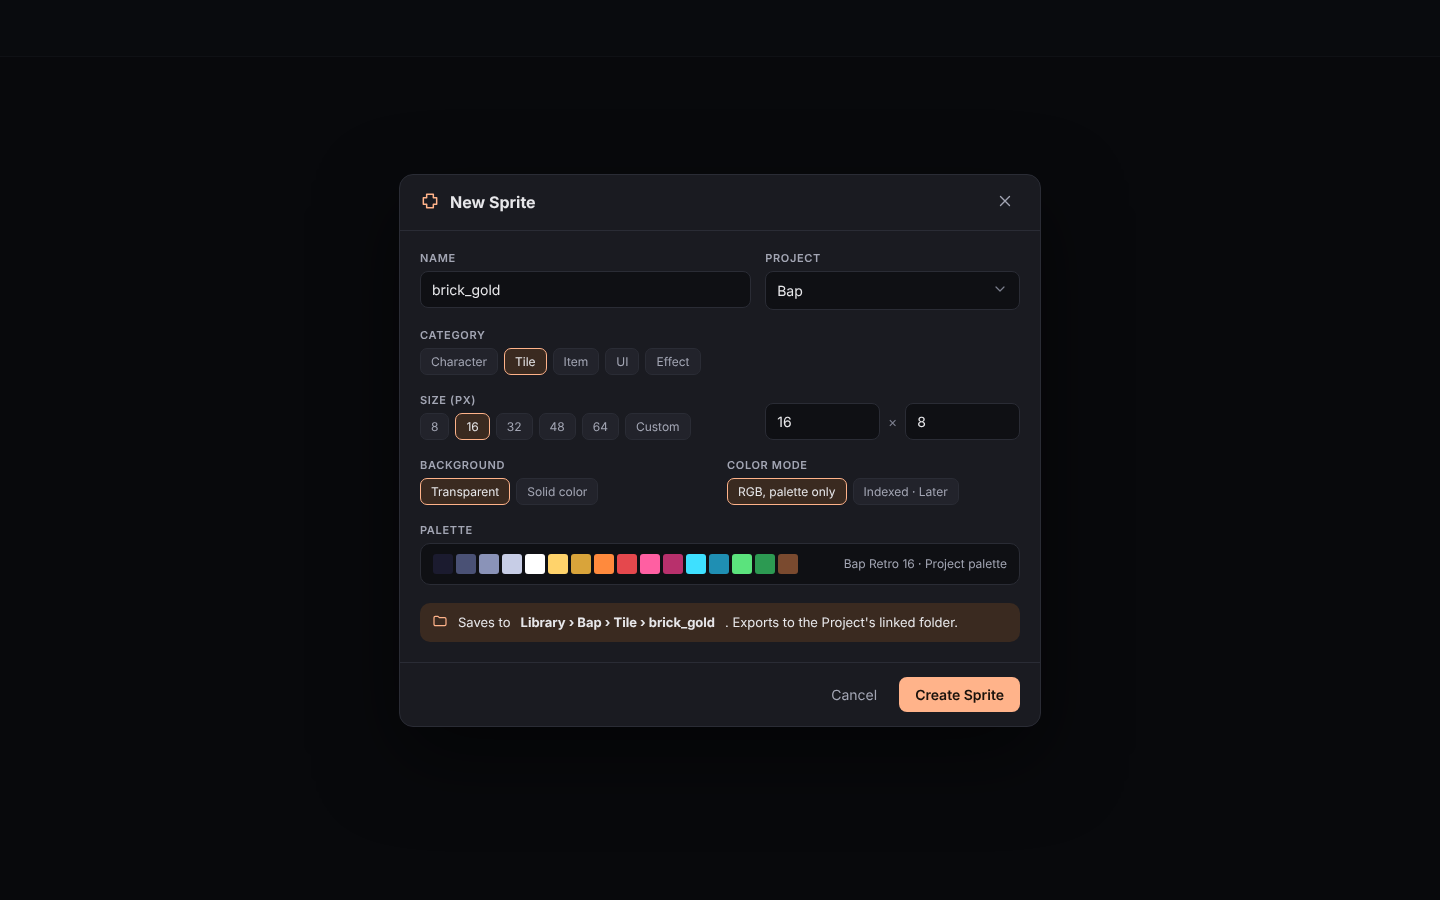 New Sprite
NAME
PROJECT
brick_gold
Bap
CATEGORY
Character Tile Item UI Effect
SIZE (PX)
8 16 32 48 64 Custom
16 × 8
BACKGROUND
COLOR MODE
Transparent Solid color
RGB, palette only Indexed · Later
PALETTE
Bap Retro 16 · Project palette
Saves to Library › Bap › Tile › brick_gold . Exports to the Project's linked folder.
Cancel Create Sprite